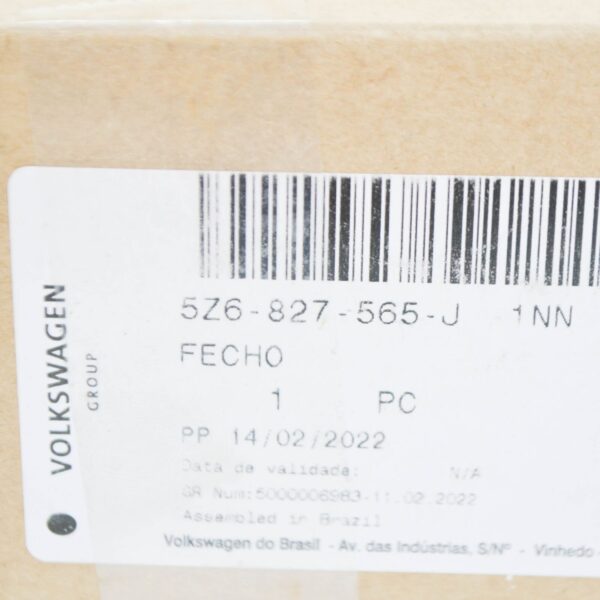 VOLKSWAGEN
GROUP
5Z6-827-565-J 1NN
FECHO
1 PC
PP 14/02/2022
Data de validade: N/A
GR Num:5000006983-11.02.2022
Assembled in Brazil
Volkswagen do Brasil - Av. das Indústrias, S/Nº - Vinhedo -